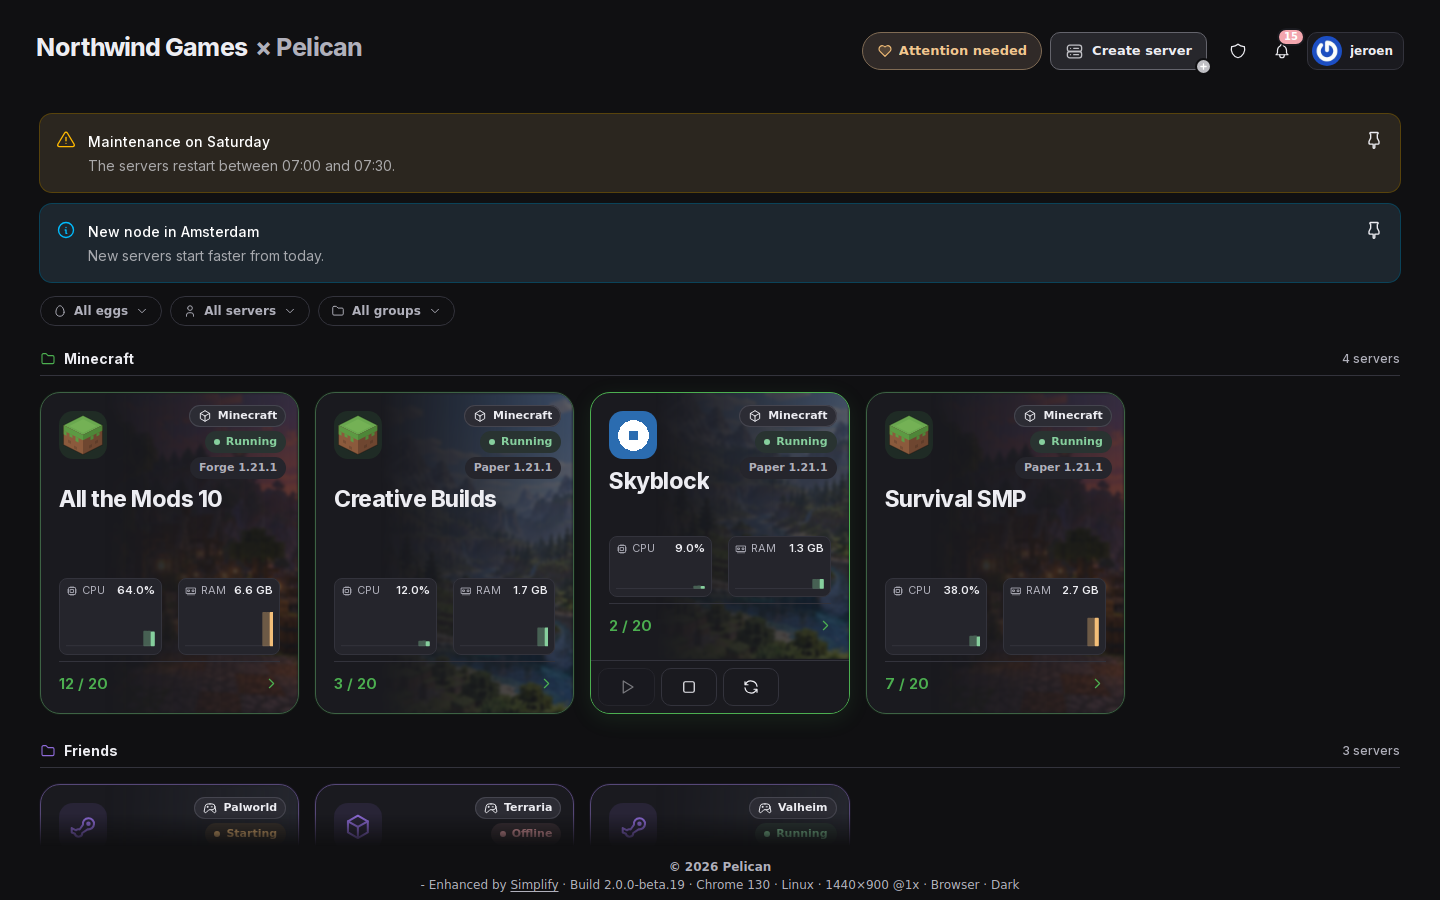 Northwind Games × Pelican
Attention needed
Create server
15
jeroen
Maintenance on Saturday
The servers restart between 07:00 and 07:30.
New node in Amsterdam
New servers start faster from today.
All eggs
All servers
All groups
Minecraft
4 servers
Minecraft
Running
Forge 1.21.1
All the Mods 10
CPU 64.0%
RAM 6.6 GB
12 / 20
Minecraft
Running
Paper 1.21.1
Creative Builds
CPU 12.0%
RAM 1.7 GB
3 / 20
Minecraft
Running
Paper 1.21.1
Skyblock
CPU 9.0%
RAM 1.3 GB
2 / 20
Minecraft
Running
Paper 1.21.1
Survival SMP
CPU 38.0%
RAM 2.7 GB
7 / 20
Friends
3 servers
Palworld
Starting
Terraria
Offline
Valheim
Running
© 2026 Pelican
- Enhanced by Simplify · Build 2.0.0-beta.19 · Chrome 130 · Linux · 1440×900 @1x · Browser · Dark